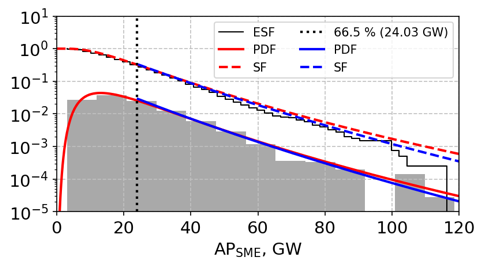 10¹
10⁰
10⁻¹
10⁻²
10⁻³
10⁻⁴
10⁻⁵
ESF
PDF
SF
66.5 % (24.03 GW)
PDF
SF
0 20 40 60 80 100 120
AP_SME, GW